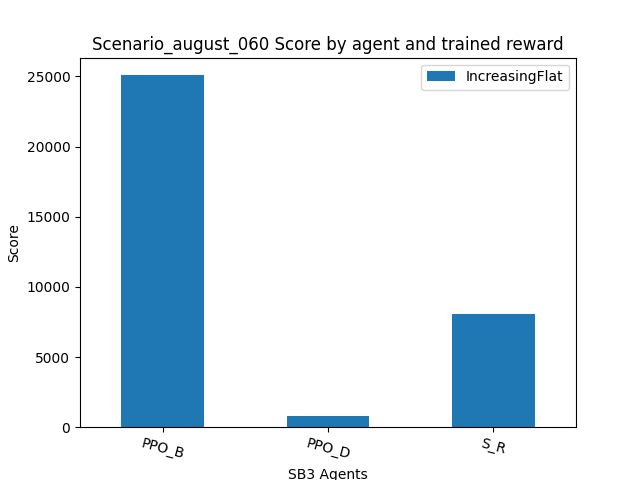 Scenario_august_060 Score by agent and trained reward
IncreasingFlat
25000
20000
15000
10000
5000
0
Score
PPO_B
PPO_D
S_R
SB3 Agents